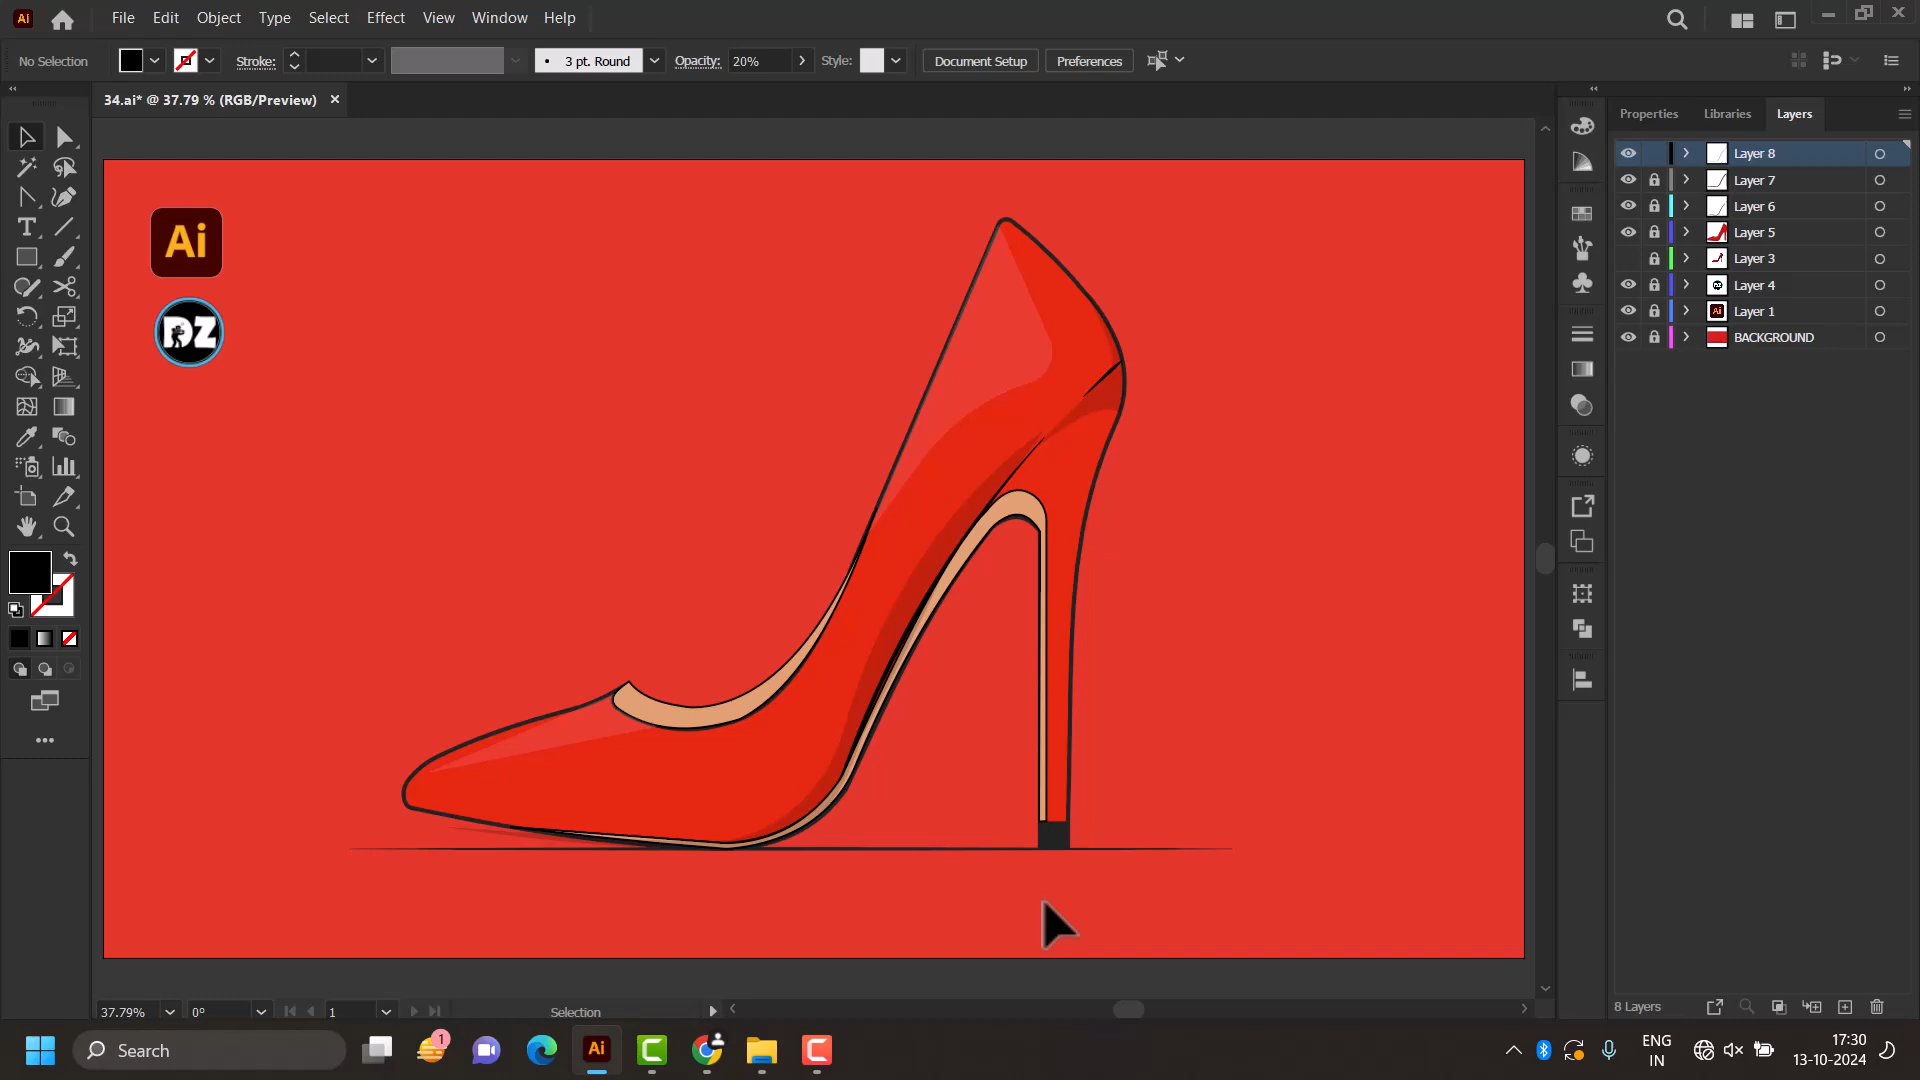 Ai File Edit Object Type Select Effect View Window Help
No Selection Stroke: 3 pt. Round Opacity: 20% Style: Document Setup Preferences
34.ai* @ 37.79 % (RGB/Preview)
Properties Libraries Layers
Layer 8
Layer 7
Layer 6
Layer 5
Layer 3
Layer 4
Layer 1
BACKGROUND
Ai
DZ
37.79% 0° 1 Selection
8 Layers
Search
1
Ai
ENG
IN
17:30
13-10-2024